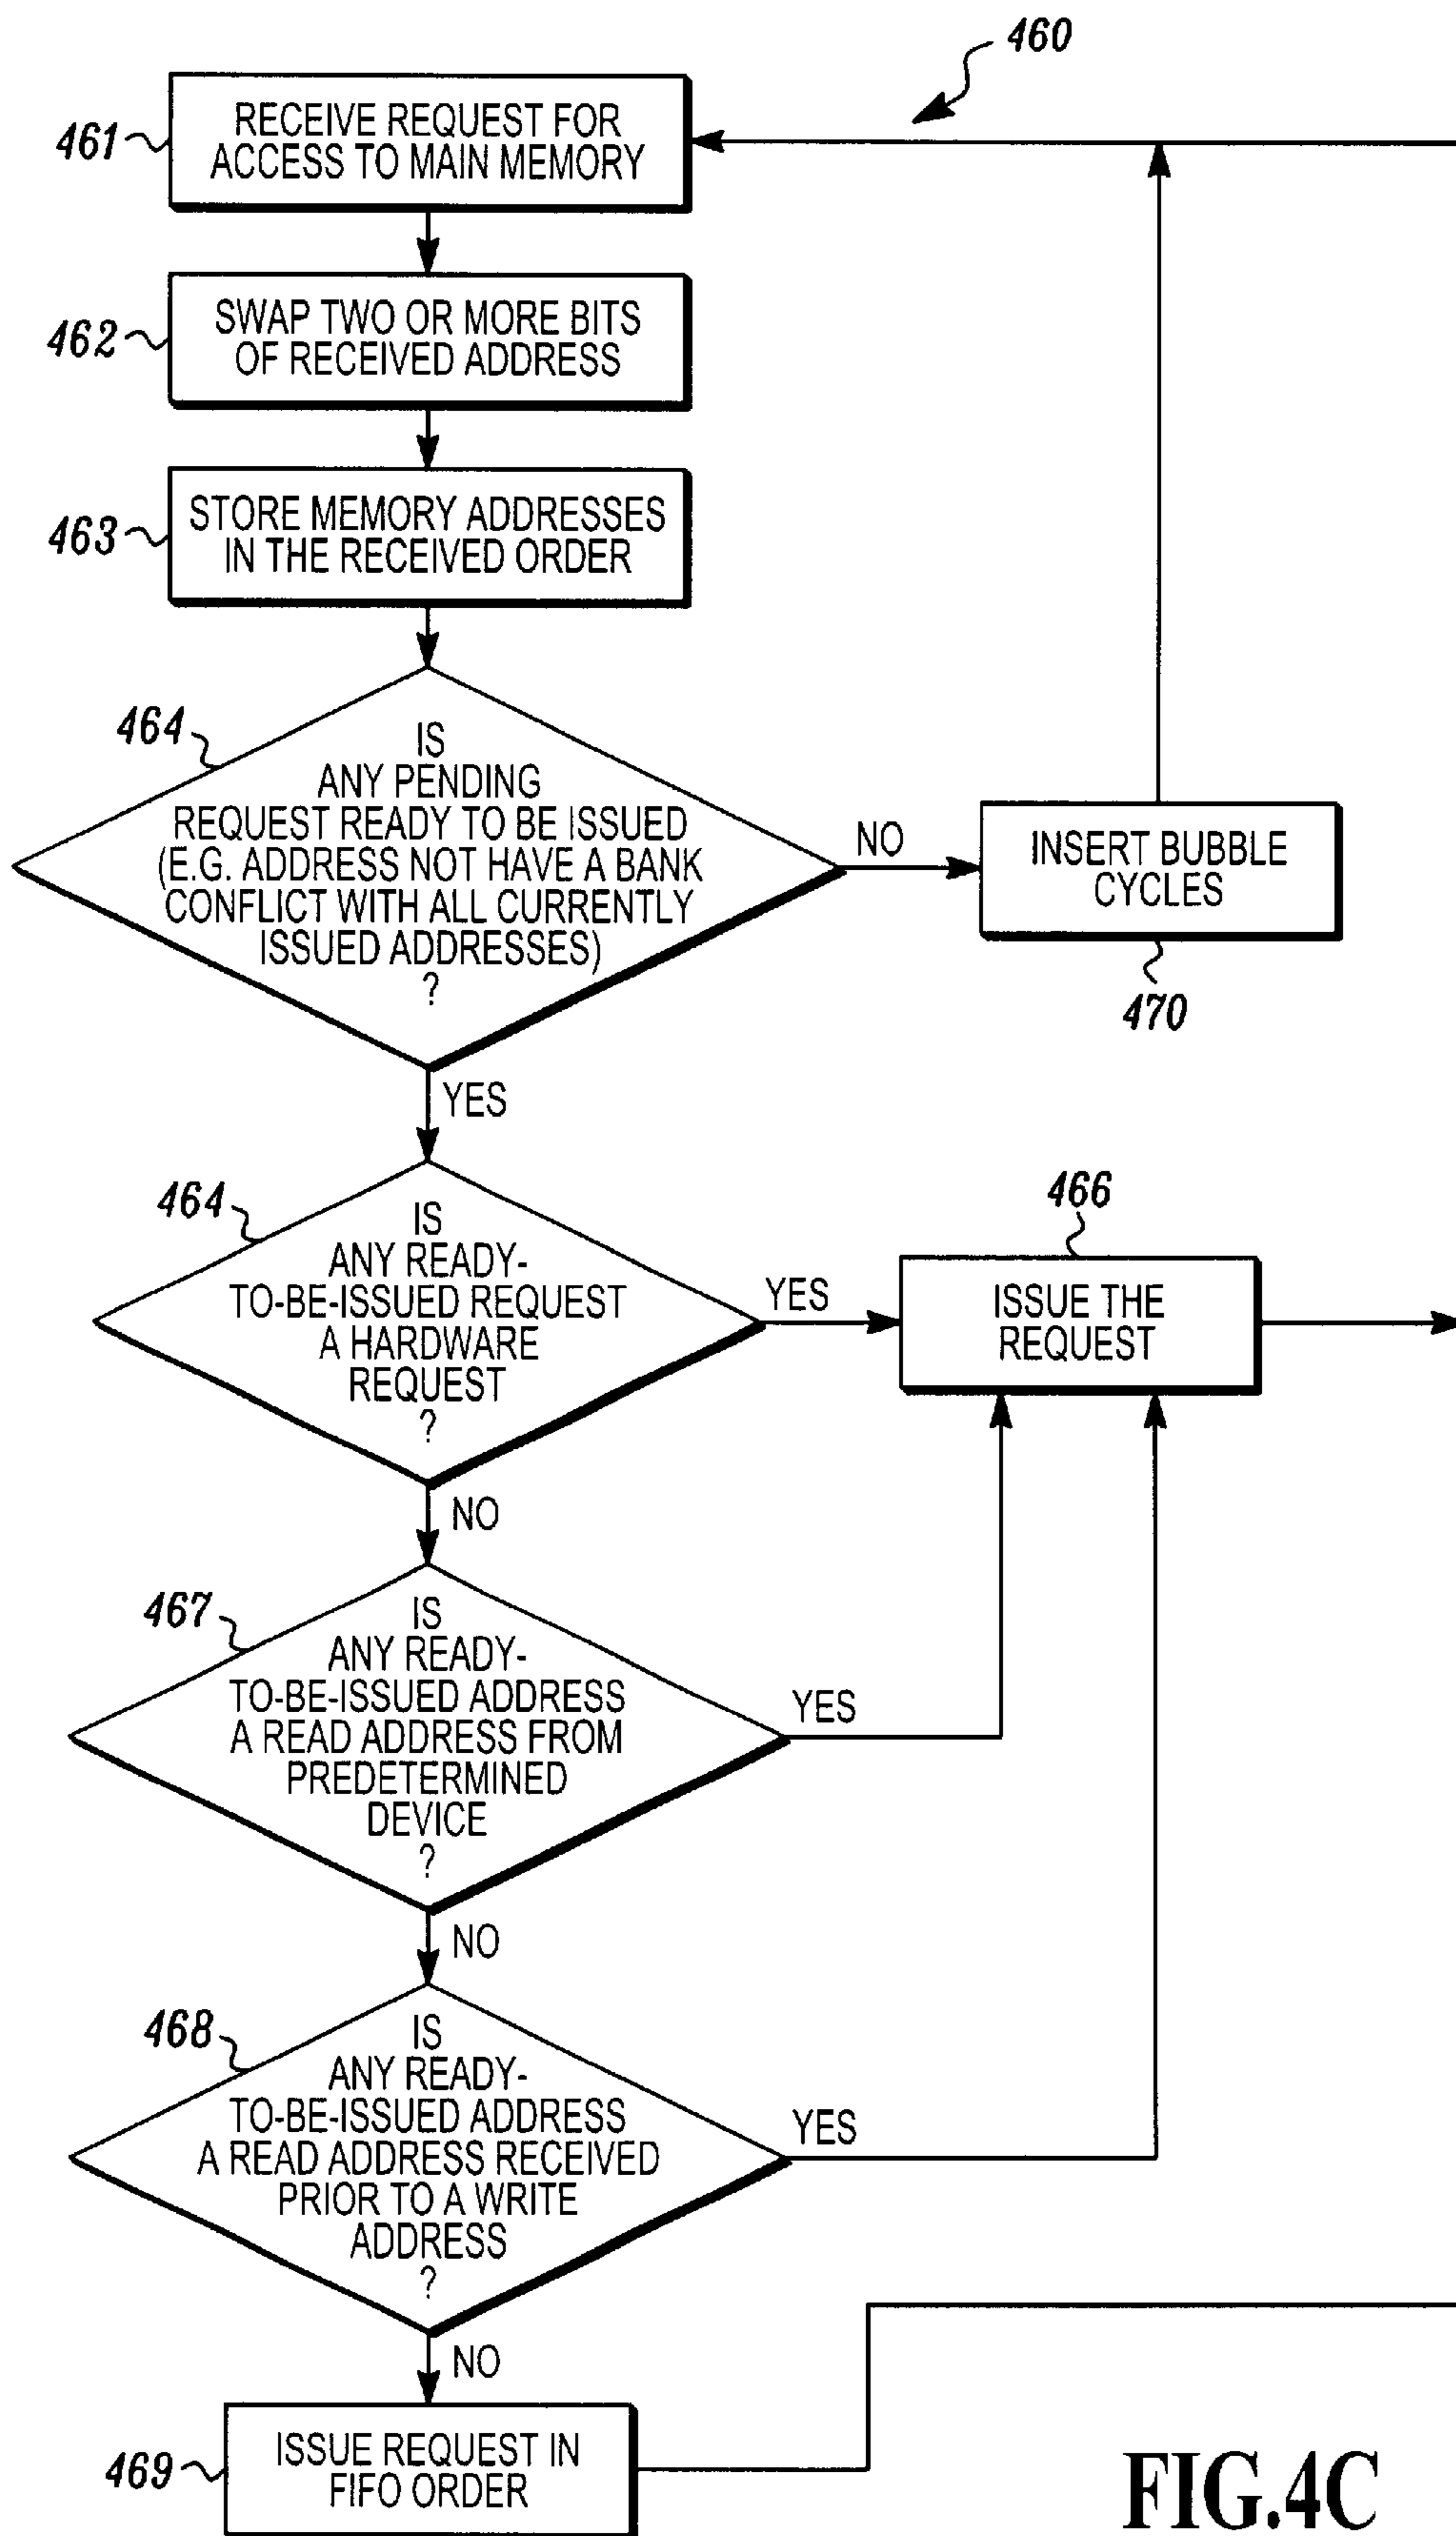 460
461
RECEIVE REQUEST FOR
ACCESS TO MAIN MEMORY
462
SWAP TWO OR MORE BITS
OF RECEIVED ADDRESS
463
STORE MEMORY ADDRESSES
IN THE RECEIVED ORDER
464
IS
ANY PENDING
REQUEST READY TO BE ISSUED
(E.G. ADDRESS NOT HAVE A BANK
CONFLICT WITH ALL CURRENTLY
ISSUED ADDRESSES)
?
NO
INSERT BUBBLE
CYCLES
470
YES
464
IS
ANY READY-
TO-BE-ISSUED REQUEST
A HARDWARE
REQUEST
?
YES
466
ISSUE THE
REQUEST
NO
467
IS
ANY READY-
TO-BE-ISSUED ADDRESS
A READ ADDRESS FROM
PREDETERMINED
DEVICE
?
YES
NO
468
IS
ANY READY-
TO-BE-ISSUED ADDRESS
A READ ADDRESS RECEIVED
PRIOR TO A WRITE
ADDRESS
?
YES
NO
469
ISSUE REQUEST IN
FIFO ORDER
FIG.4C